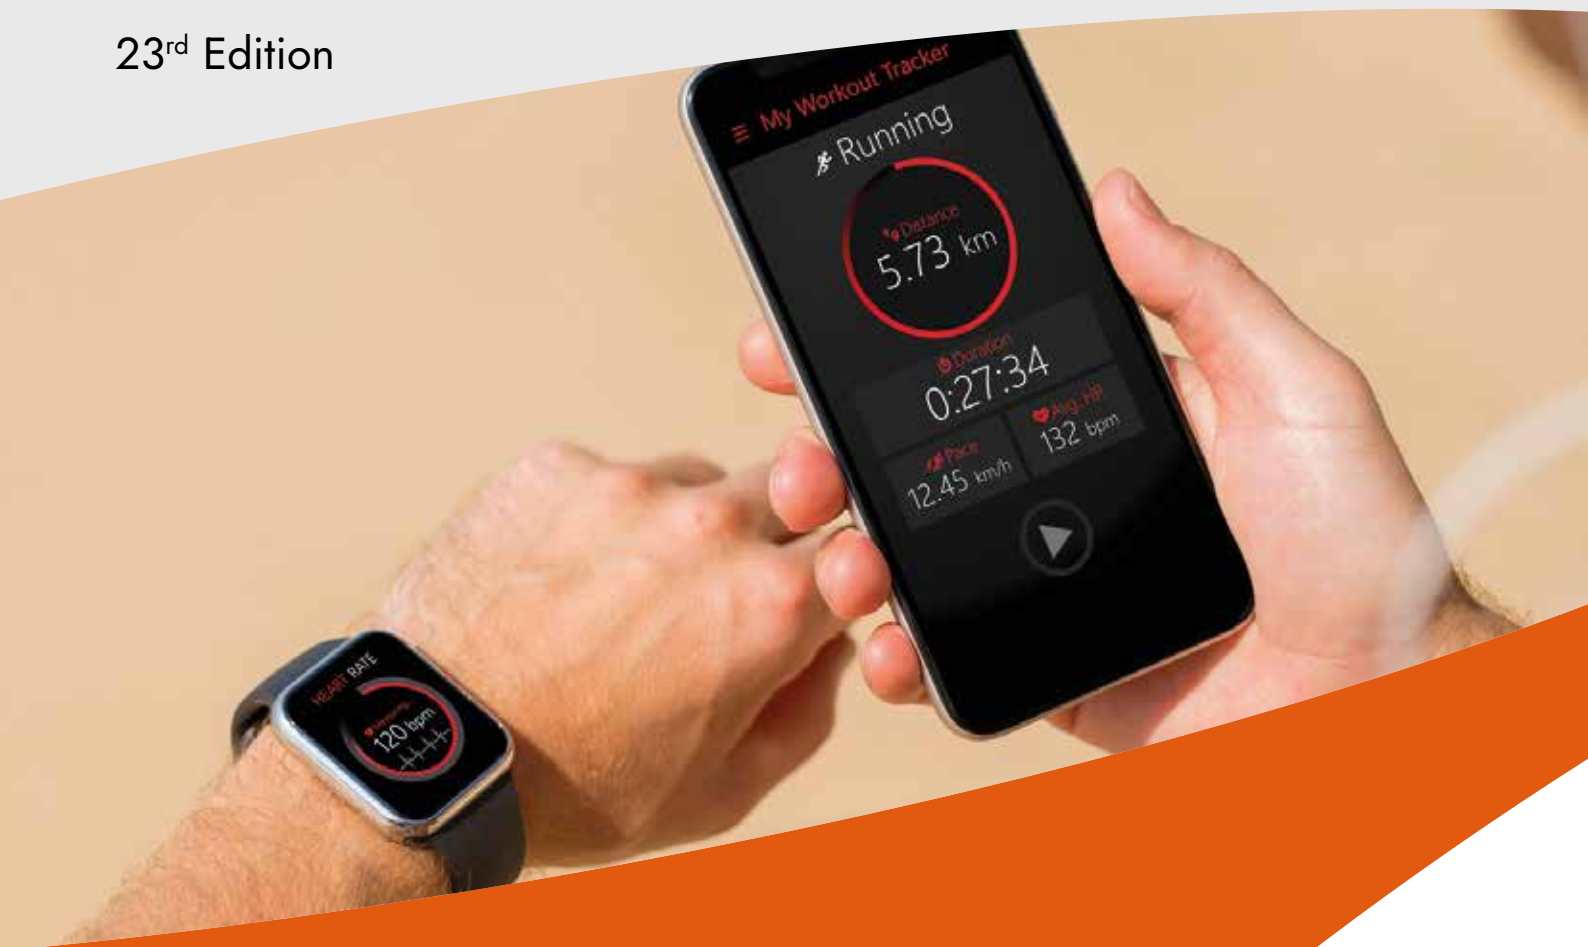 23rd Edition
My Workout Tracker
Running
Distance
5.73 km
Duration
0:27:34
Pace
12.45 km/h
Avg. HR
132 bpm
HEART RATE
120 bpm